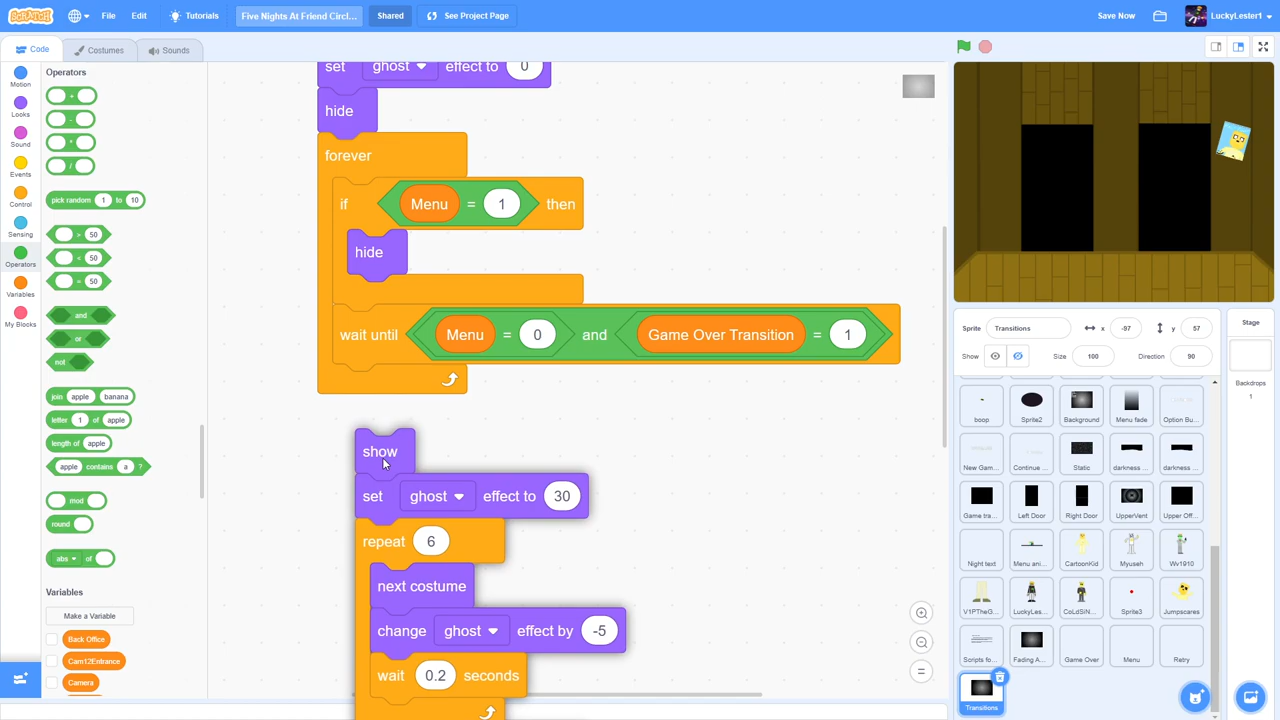 SCRATCH File Edit Tutorials Five Nights At Friend Circl... Shared See Project Page Save Now LuckyLester1
Code Costumes Sounds
Motion
Looks
Sound
Events
Control
Sensing
Operators
Variables
My Blocks
Operators
+
-
*
/
pick random 1 to 10
> 50
< 50
= 50
and
or
not
join apple banana
letter 1 of apple
length of apple
apple contains a ?
mod
round
abs of
Variables
Make a Variable
Back Office
Cam12Entrance
Camera
set ghost effect to 0
hide
forever
if Menu = 1 then
hide
wait until Menu = 0 and Game Over Transition = 1
show
set ghost effect to 30
repeat 6
next costume
change ghost effect by -5
wait 0.2 seconds
Sprite Transitions x -97 y 57
Show Size 100 Direction 90
Stage
Backdrops
1
boop Sprite2 Background Menu fade Option Bu...
New Gam... Continue ... Static darkness ... darkness ...
Game tra... Left Door Right Door UpperVent Upper Off...
Night text Menu ani... CartoonKid Myuseh Wv1910
V1PTheG... LuckyLes... CoLdSiN... Sprite3 Jumpscares
Scripts fo... Fading A... Game Over Menu Retry
Transitions